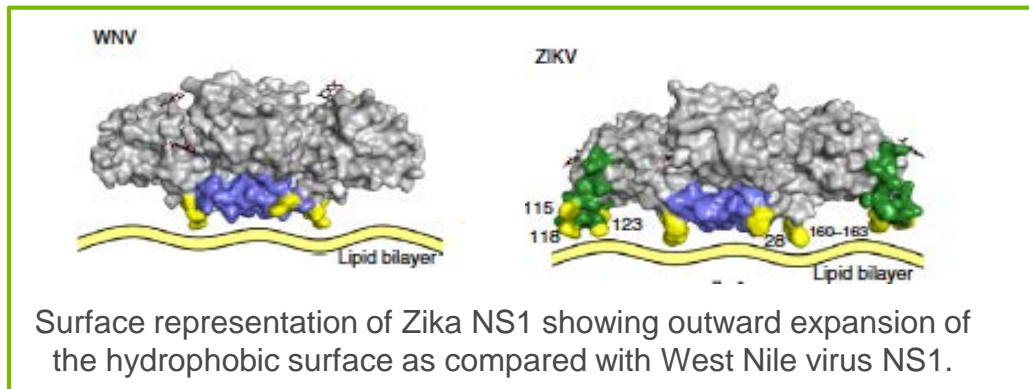 WNV
ZIKV
115
118
123
28
160–163
Lipid bilayer
Lipid bilayer
Surface representation of Zika NS1 showing outward expansion of
the hydrophobic surface as compared with West Nile virus NS1.